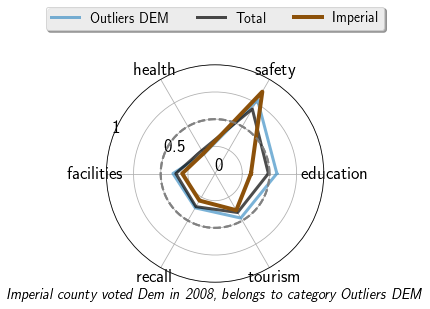 Outliers DEM Total Imperial
health safety
1
0.5
0
facilities education
recall tourism
Imperial county voted Dem in 2008, belongs to category Outliers DEM